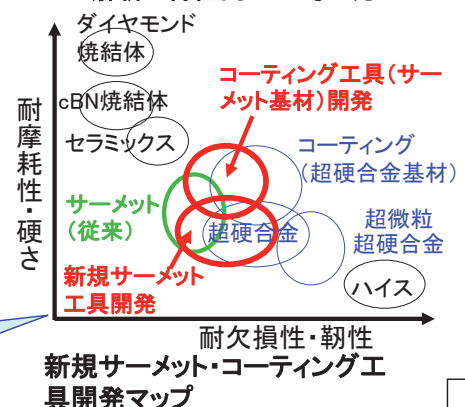 ダイヤモンド
焼結体
コーティング工具(サー
メット基材)開発
cBN焼結体
セラミックス
コーティング
(超硬合金基材)
耐摩耗性・硬さ
サーメット
(従来)
超硬合金
超微粒
超硬合金
新規サーメット
工具開発
ハイス
耐欠損性・靭性
新規サーメット・コーティングエ
具開発マップ